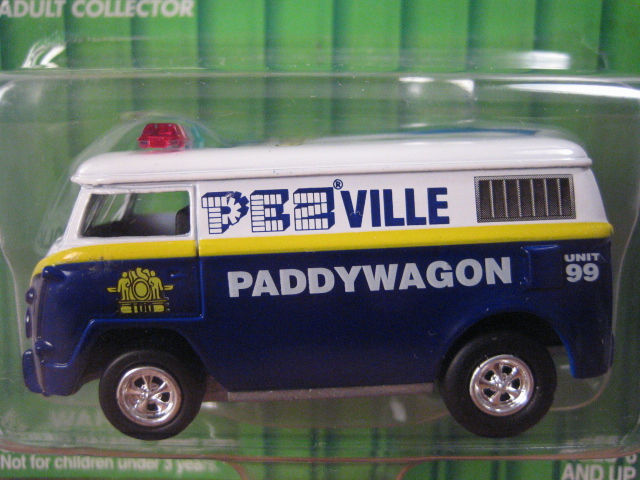 ADULT COLLECTOR
PEZ® VILLE
PADDYWAGON
UNIT
99
Not for children under 3 years
AND UP